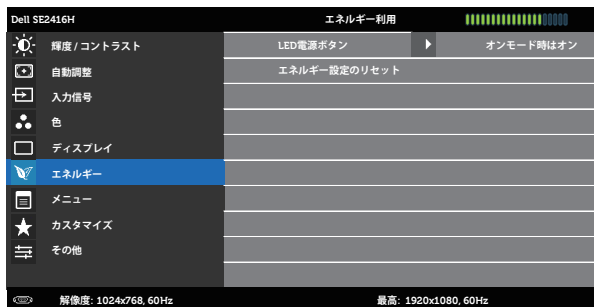 Dell SE2416H エネルギー利用
輝度 / コントラスト LED電源ボタン オンモード時はオン
自動調整 エネルギー設定のリセット
入力信号
色
ディスプレイ
エネルギー
メニュー
カスタマイズ
その他
解像度: 1024x768, 60Hz 最高: 1920x1080, 60Hz